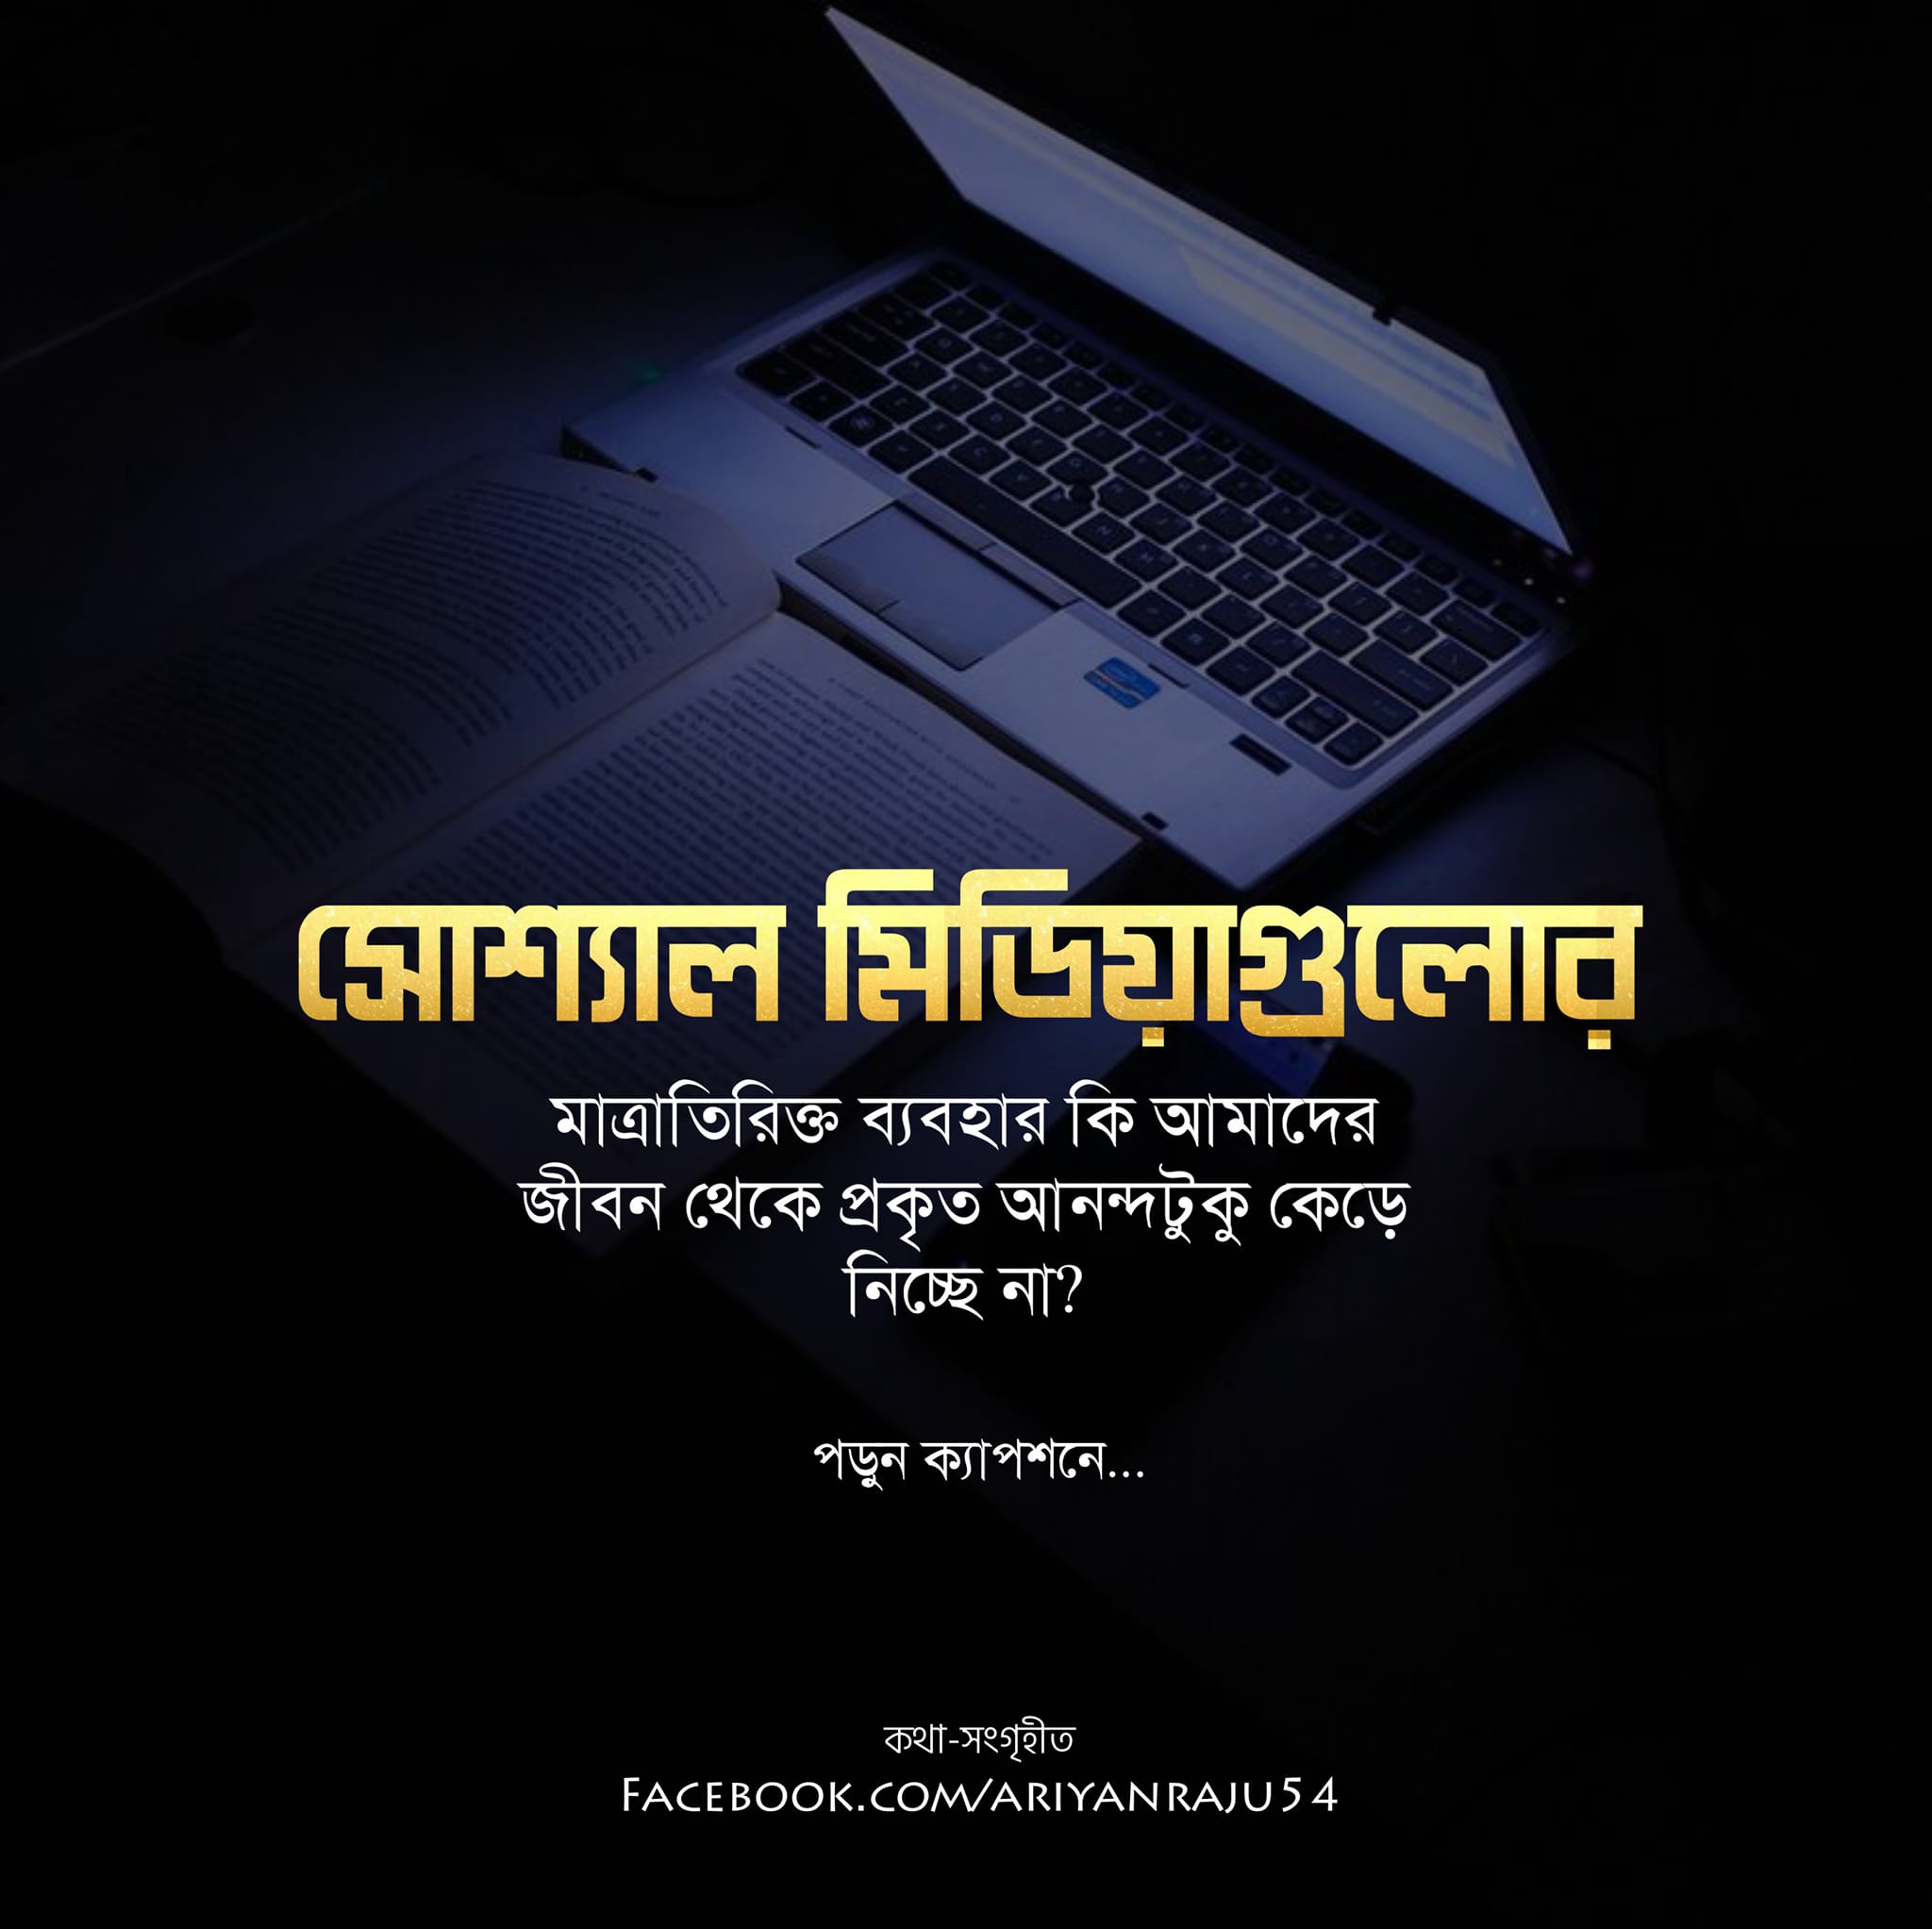 সোশ্যাল মিডিয়াগুলোর
মাত্রাতিরিক্ত ব্যবহার কি আমাদের
জীবন থেকে প্রকৃত আনন্দটুকু কেড়ে
নিচ্ছে না?
পড়ুন ক্যাপশনে...
কথা-সংগৃহীত
FACEBOOK.COM/ARIYANRAJU54